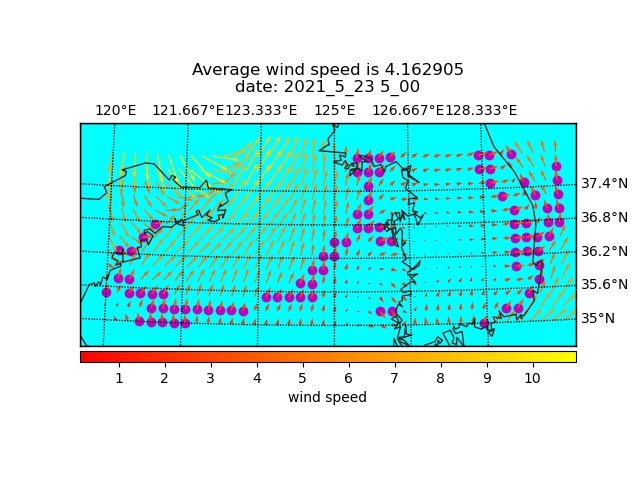 Average wind speed is 4.162905
date: 2021_5_23 5_00
120°E 121.667°E 123.333°E 125°E 126.667°E 128.333°E
37.4°N
36.8°N
36.2°N
35.6°N
35°N
1 2 3 4 5 6 7 8 9 10
wind speed